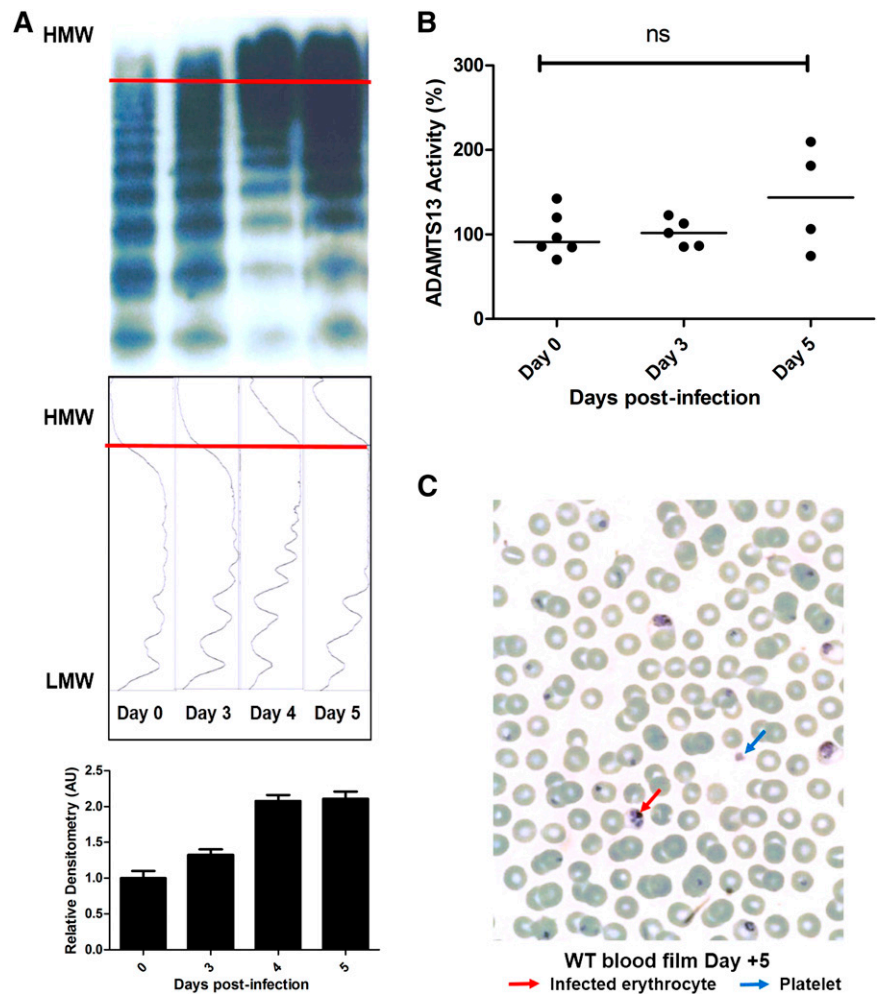 A
HMW
HMW
LMW
Day 0 Day 3 Day 4 Day 5
Relative Densitometry (AU)
2.5
2.0
1.5
1.0
0.5
0.0
0 3 4 5
Days post-infection
B
ns
ADAMTS13 Activity (%)
300
200
100
0
Day 0 Day 3 Day 5
Days post-infection
C
WT blood film Day +5
Infected erythrocyte Platelet